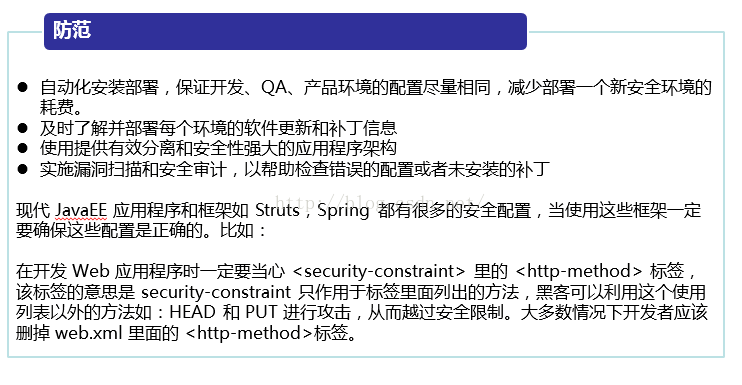 防范
● 自动化安装部署，保证开发、QA、产品环境的配置尽量相同，减少部署一个新安全环境的
耗费。
● 及时了解并部署每个环境的软件更新和补丁信息
● 使用提供有效分离和安全性强大的应用程序架构
● 实施漏洞扫描和安全审计，以帮助检查错误的配置或者未安装的补丁
http://blog.csdn.net/
现代 JavaEE 应用程序和框架如 Struts，Spring 都有很多的安全配置，当使用这些框架一定
要确保这些配置是正确的。比如：
在开发 Web 应用程序时一定要当心 <security-constraint> 里的 <http-method> 标签，
该标签的意思是 security-constraint 只作用于标签里面列出的方法，黑客可以利用这个使用
列表以外的方法如：HEAD 和 PUT 进行攻击，从而越过安全限制。大多数情况下开发者应该
删掉 web.xml 里面的 <http-method>标签。